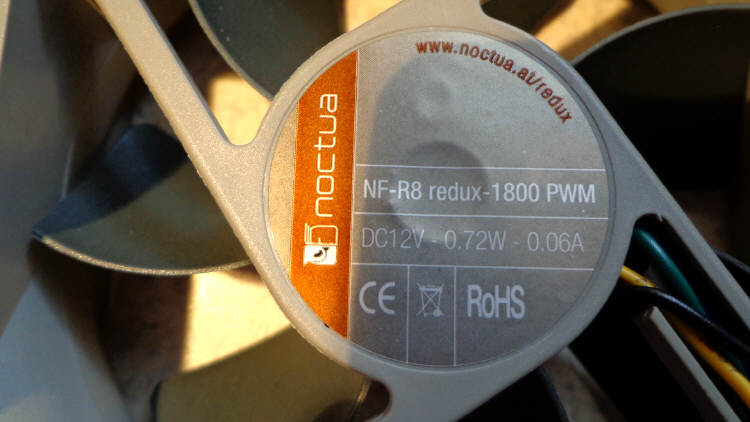 www.noctua.at/redux
noctua
NF-R8 redux-1800 PWM
DC12V - 0.72W - 0.06A
CE
RoHS